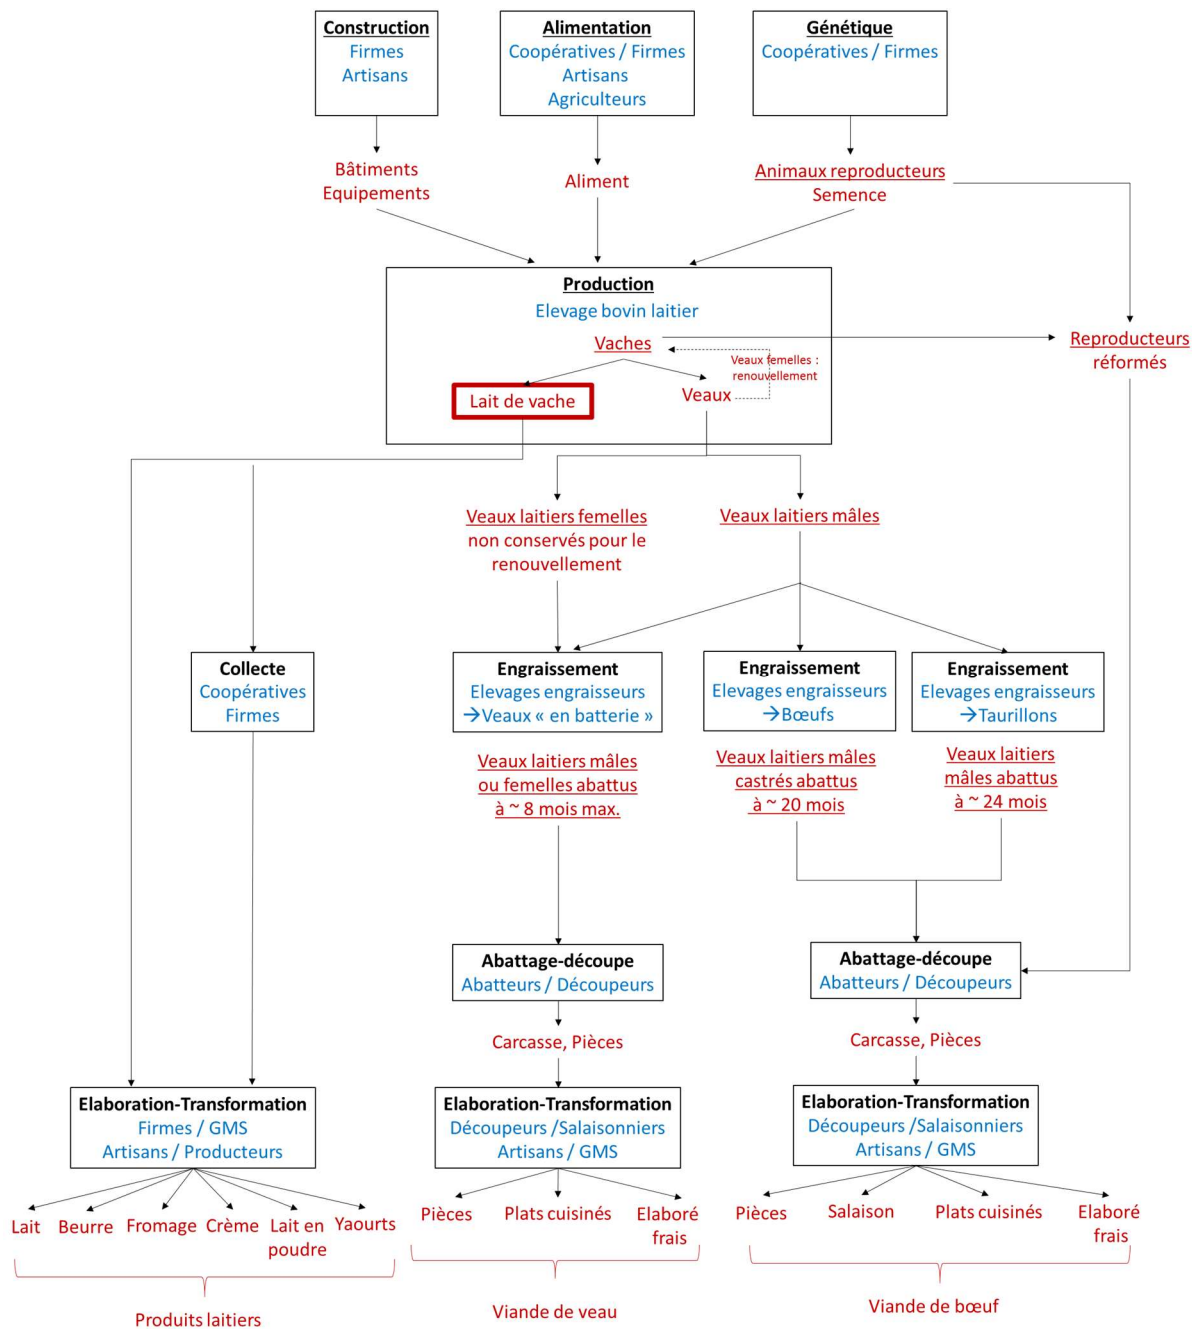 Construction
Firmes
Artisans
Alimentation
Coopératives / Firmes
Artisans
Agriculteurs
Génétique
Coopératives / Firmes
Bâtiments
Equipements
Aliment
Animaux reproducteurs
Semence
Production
Elevage bovin laitier
Vaches
Veaux femelles :
renouvellement
Lait de vache
Veaux
Reproducteurs
réformés
Veaux laitiers femelles
non conservés pour le
renouvellement
Veaux laitiers mâles
Collecte
Coopératives
Firmes
Engraissement
Elevages engraisseurs
→Veaux « en batterie »
Engraissement
Elevages engraisseurs
→Bœufs
Engraissement
Elevages engraisseurs
→Taurillons
Veaux laitiers mâles
ou femelles abattus
à ~ 8 mois max.
Veaux laitiers mâles
castrés abattus
à ~ 20 mois
Veaux laitiers
mâles abattus
à ~ 24 mois
Abattage-découpe
Abatteurs / Découpeurs
Abattage-découpe
Abatteurs / Découpeurs
Carcasse, Pièces
Carcasse, Pièces
Elaboration-Transformation
Firmes / GMS
Artisans / Producteurs
Elaboration-Transformation
Découpeurs /Salaisonniers
Artisans / GMS
Elaboration-Transformation
Découpeurs /Salaisonniers
Artisans / GMS
Lait
Beurre
Fromage
Crème
Lait en
poudre
Yaourts
Pièces
Plats cuisinés
Elaboré
frais
Pièces
Salaison
Plats cuisinés
Elaboré
frais
Produits laitiers
Viande de veau
Viande de bœuf